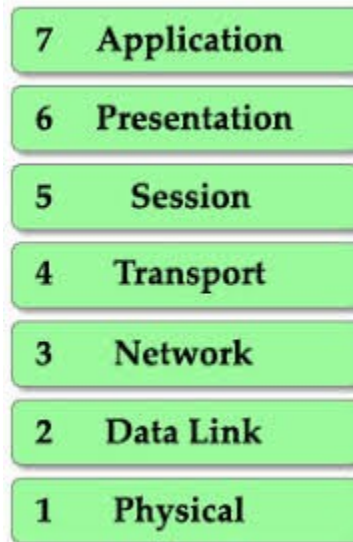 7 Application
6 Presentation
5 Session
4 Transport
3 Network
2 Data Link
1 Physical